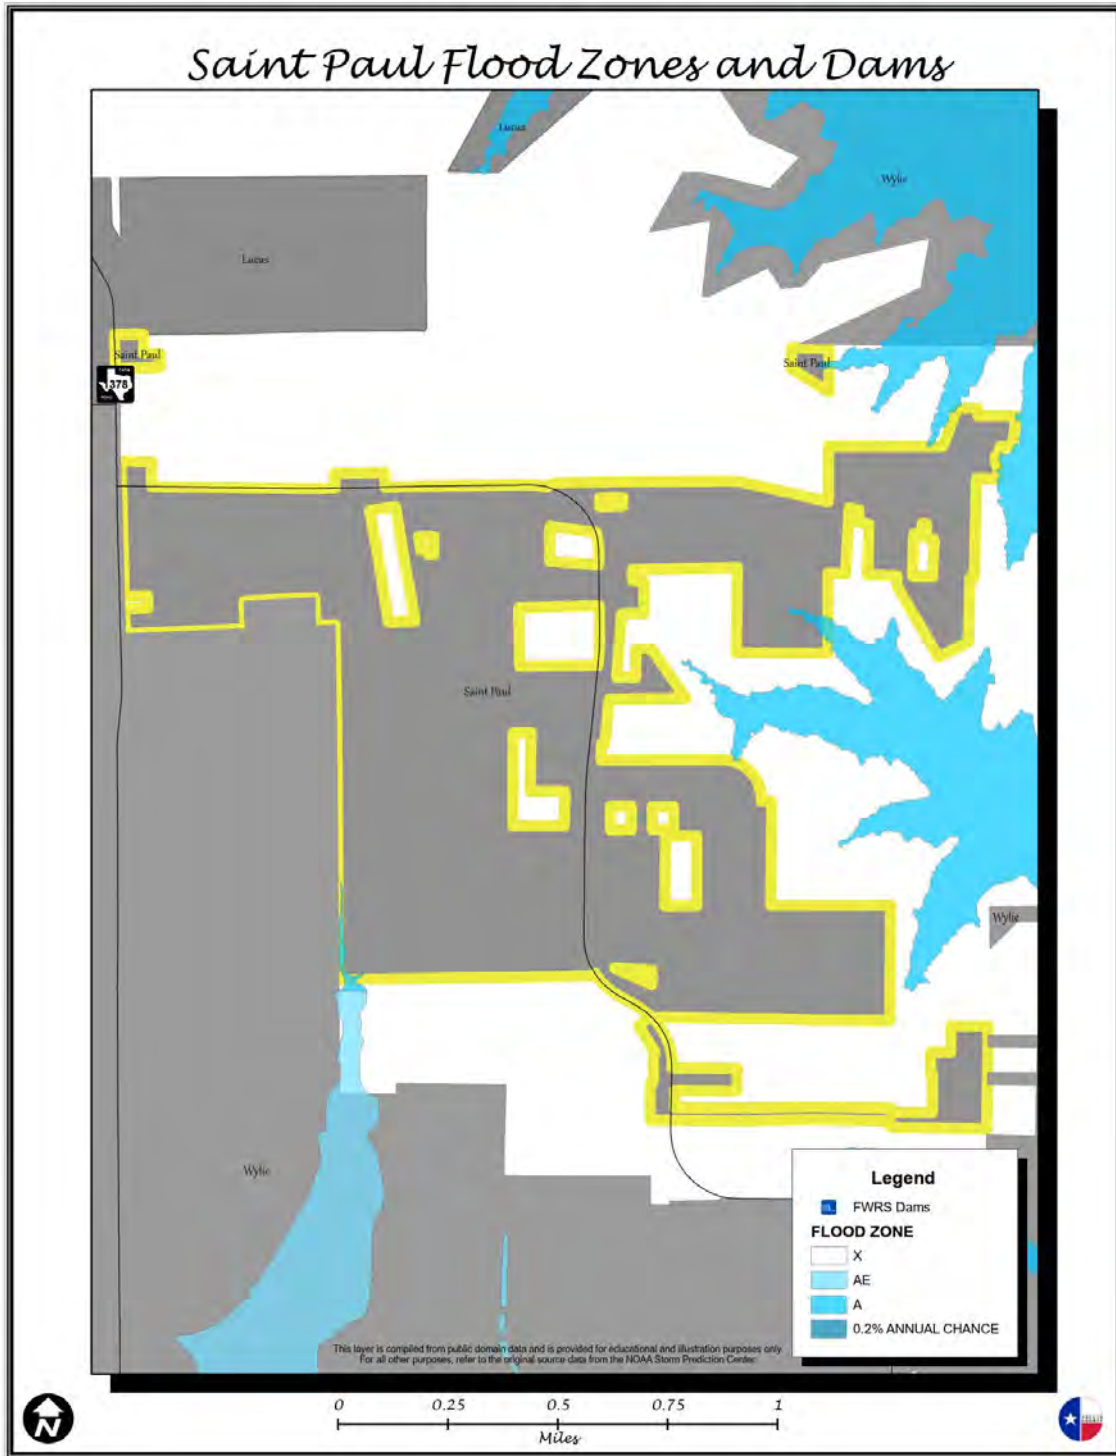 Saint Paul Flood Zones and Dams
Lucas
Wylie
Lucas
Saint Paul
Saint Paul
378
Saint Paul
Wylie
Wylie
Legend
FWRS Dams
FLOOD ZONE
X
AE
A
0.2% ANNUAL CHANCE
This layer is compiled from public domain data and is provided for educational and illustration purposes only
For all other purposes, refer to the original source data from the NOAA Storm Prediction Center.
N
0 0.25 0.5 0.75 1
Miles